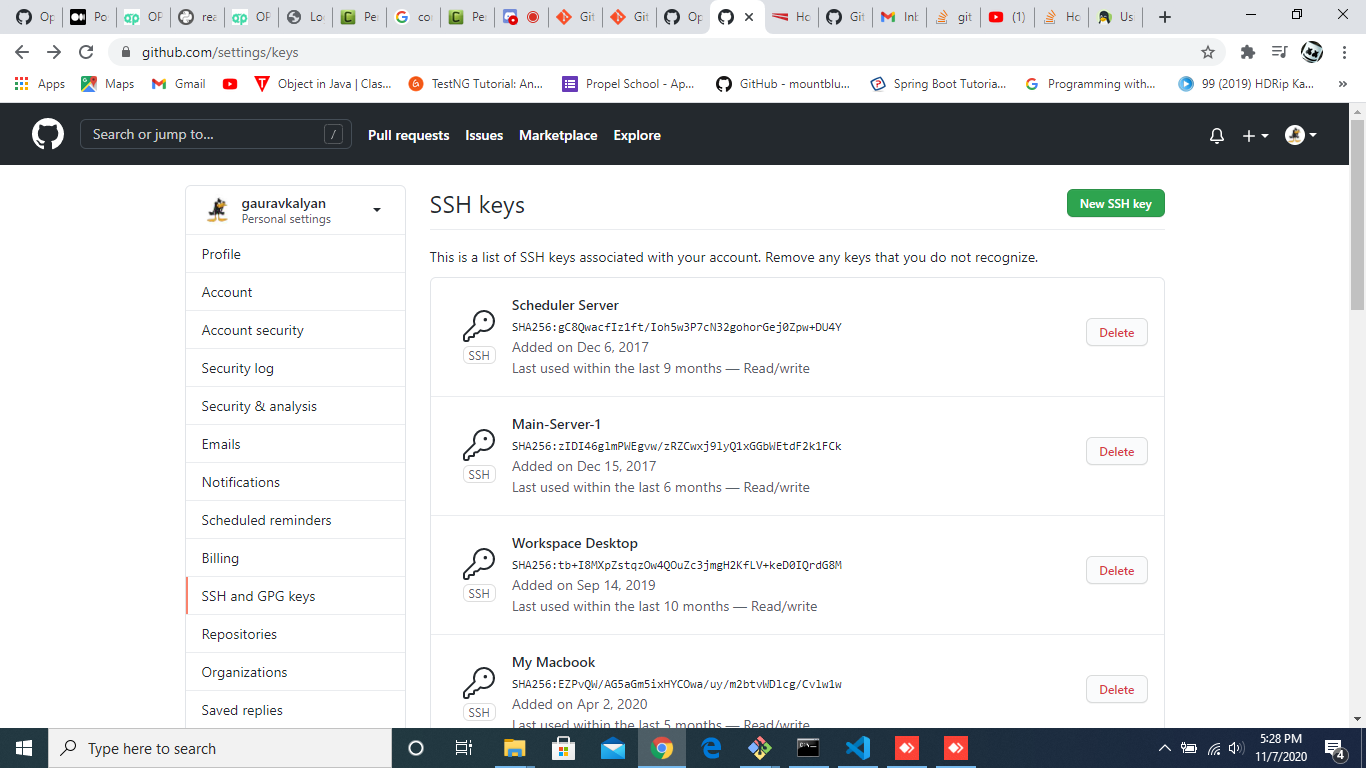 Op
Po
OP
rea
OP
Log
Per
co
Per
Git
Git
Op
Ho
Git
Inb
git
(1)
Ho
Us
github.com/settings/keys
Apps
Maps
Gmail
Object in Java | Clas...
TestNG Tutorial: An...
Propel School - Ap...
GitHub - mountblu...
Spring Boot Tutoria...
Programming with...
99 (2019) HDRip Ka...
»
Search or jump to...
/
Pull requests
Issues
Marketplace
Explore
gauravkalyan
Personal settings
Profile
Account
Account security
Security log
Security & analysis
Emails
Notifications
Scheduled reminders
Billing
SSH and GPG keys
Repositories
Organizations
Saved replies
SSH keys
New SSH key
This is a list of SSH keys associated with your account. Remove any keys that you do not recognize.
Scheduler Server
SHA256:gC8QwacfIz1ft/Ioh5w3P7cN32gohorGej0Zpw+DU4Y
Added on Dec 6, 2017
Last used within the last 9 months — Read/write
SSH
Delete
Main-Server-1
SHA256:zIDI46glmPWEgvw/zRZCwxj9lyQ1xGGbWEtdF2k1FCk
Added on Dec 15, 2017
Last used within the last 6 months — Read/write
SSH
Delete
Workspace Desktop
SHA256:tb+I8MXpZstqzOw4QOuZc3jmgH2KfLV+keD0IQrdG8M
Added on Sep 14, 2019
Last used within the last 10 months — Read/write
SSH
Delete
My Macbook
SHA256:EZPvQW/AG5aGm5ixHYCOwa/uy/m2btvWDlcg/Cvlw1w
Added on Apr 2, 2020
Last used within the last 5 months — Read/write
SSH
Delete
Type here to search
5:28 PM
11/7/2020
4